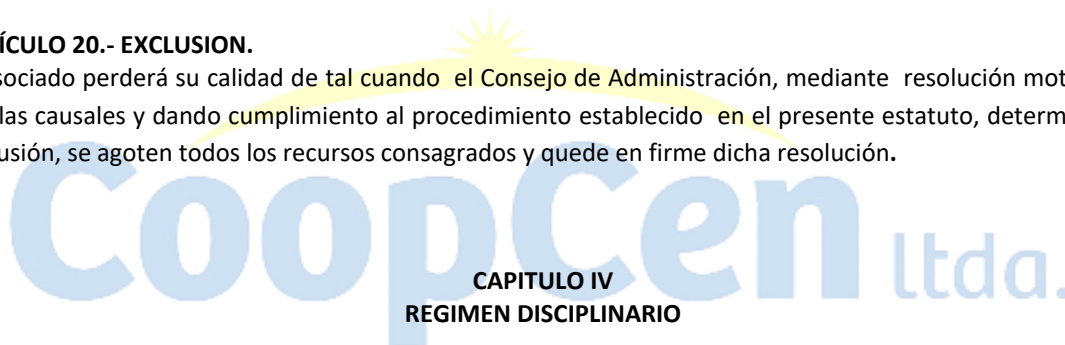 ÍCULO 20.- EXCLUSION.
sociado perderá su calidad de tal cuando el Consejo de Administración, mediante resolución mot
las causales y dando cumplimiento al procedimiento establecido en el presente estatuto, determ
usión, se agoten todos los recursos consagrados y quede en firme dicha resolución.
CoopCen ltda.
CAPITULO IV
REGIMEN DISCIPLINARIO